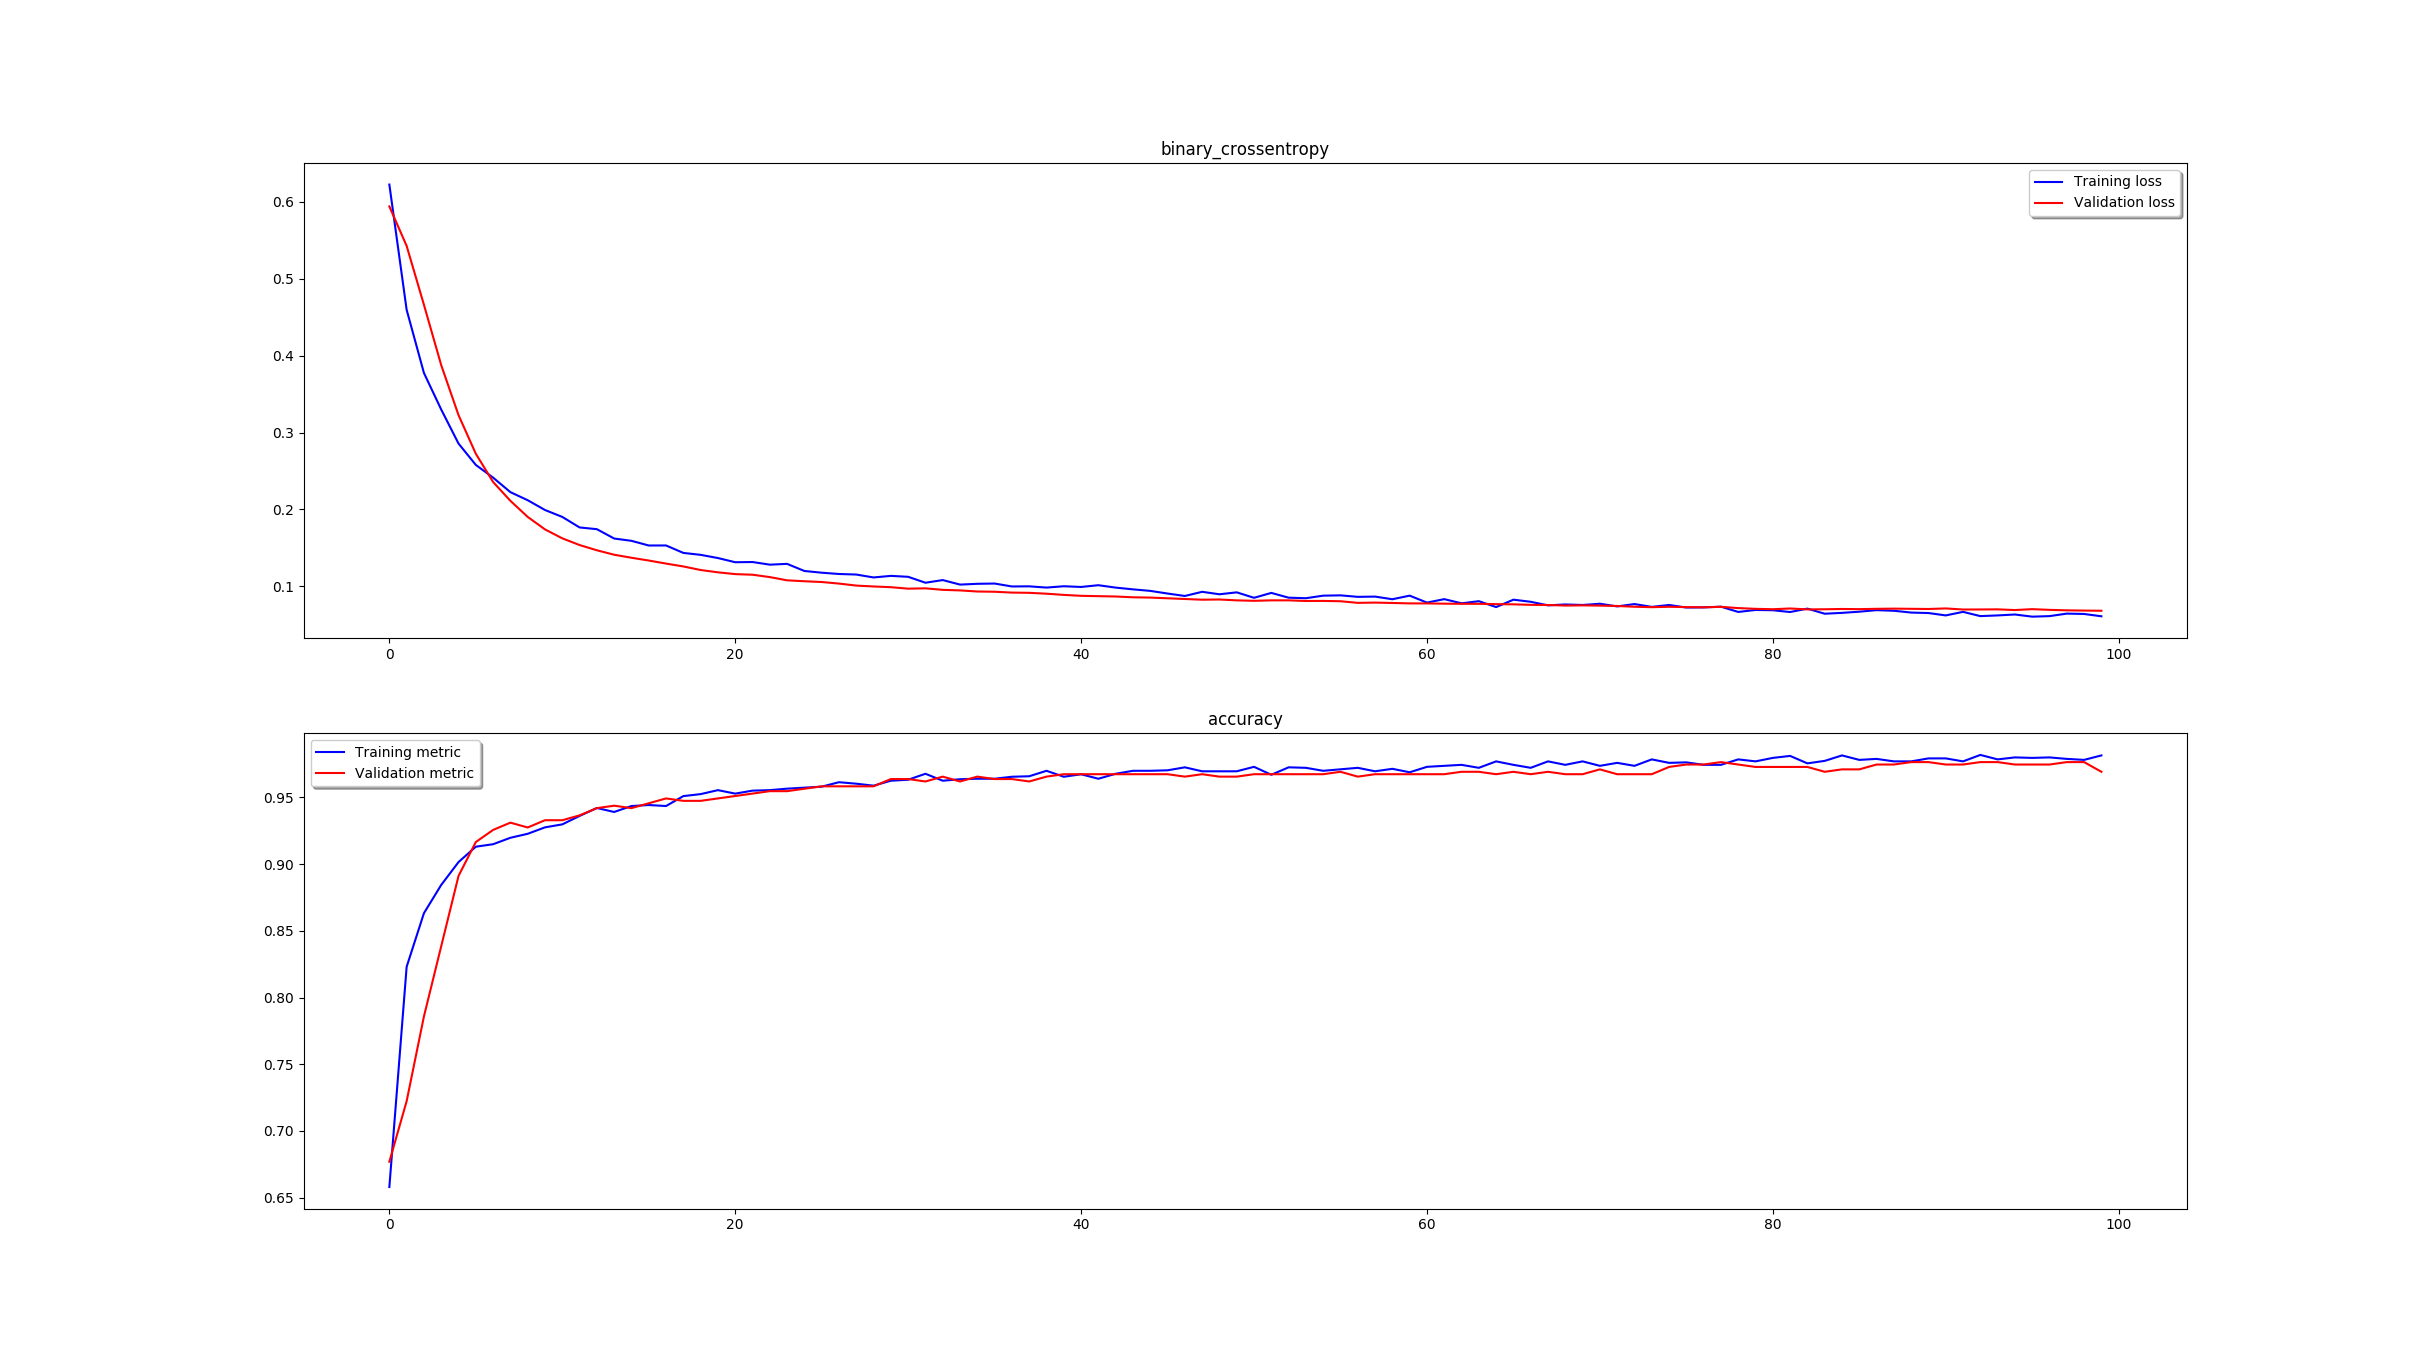 binary_crossentropy
Training loss
Validation loss
0.6
0.5
0.4
0.3
0.2
0.1
0 20 40 60 80 100
accuracy
Training metric
Validation metric
0.95
0.90
0.85
0.80
0.75
0.70
0.65
0 20 40 60 80 100